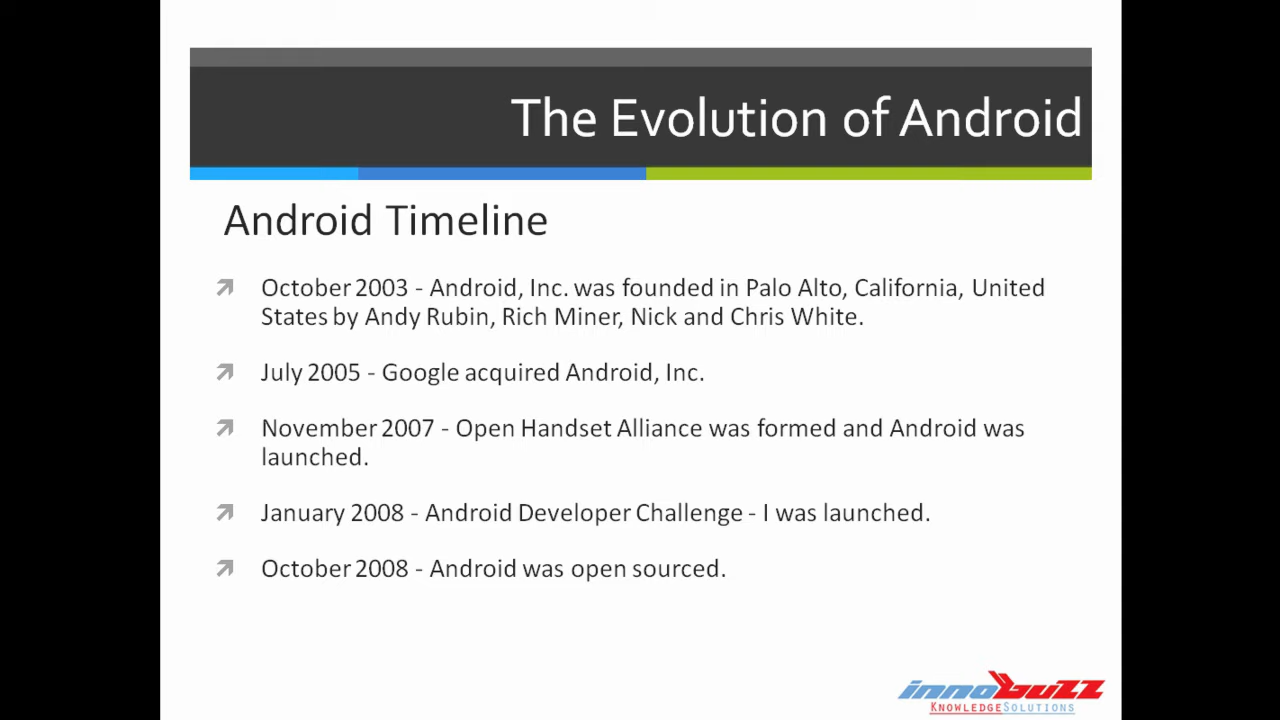 The Evolution of Android
Android Timeline
October 2003 - Android, Inc. was founded in Palo Alto, California, United
States by Andy Rubin, Rich Miner, Nick and Chris White.
July 2005 - Google acquired Android, Inc.
November 2007 - Open Handset Alliance was formed and Android was
launched.
January 2008 - Android Developer Challenge - I was launched.
October 2008 - Android was open sourced.
innobuzz
KNOWLEDGESOLUTIONS